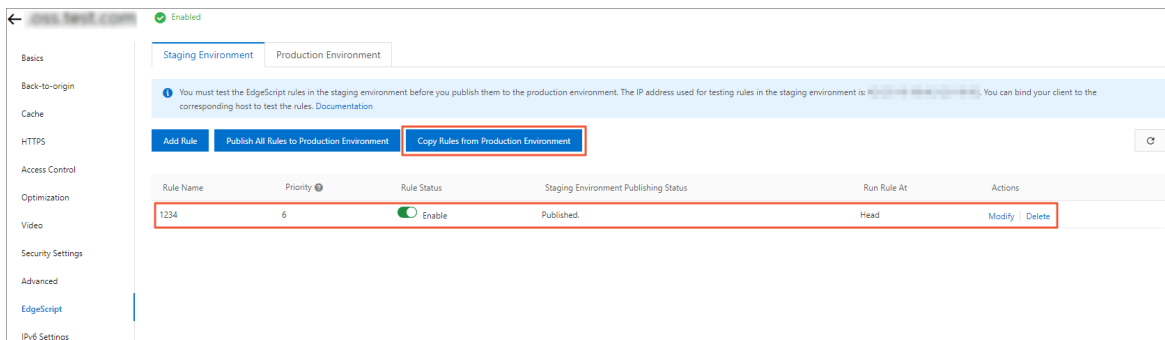 Enabled
Basics
Back-to-origin
Cache
HTTPS
Access Control
Optimization
Video
Security Settings
Advanced
EdgeScript
IPv6 Settings
Staging Environment Production Environment
You must test the EdgeScript rules in the staging environment before you publish them to the production environment. The IP address used for testing rules in the staging environment is: You can bind your client to the
corresponding host to test the rules. Documentation
Add Rule Publish All Rules to Production Environment Copy Rules from Production Environment
Rule Name Priority Rule Status Staging Environment Publishing Status Run Rule At Actions
1234 6 Enable Published. Head Modify Delete